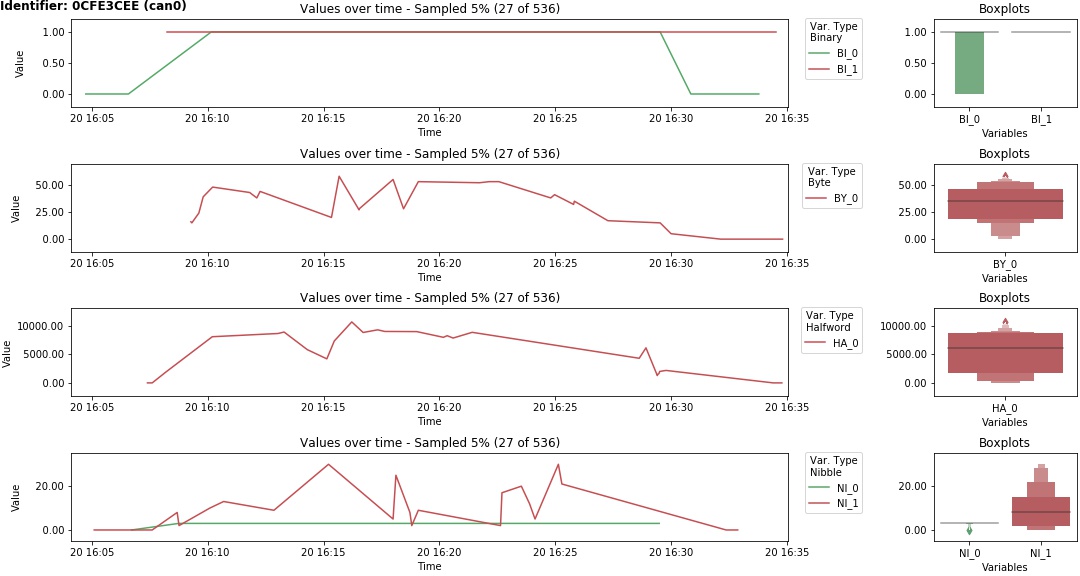 Identifier: 0CFE3CEE (can0)
Values over time - Sampled 5% (27 of 536)
Boxplots
1.00
0.50
0.00
Value
20 16:05 20 16:10 20 16:15 20 16:20 20 16:25 20 16:30 20 16:35
Time
Var. Type
Binary
BI_0
BI_1
1.00
0.50
0.00
BI_0 BI_1
Variables
Values over time - Sampled 5% (27 of 536)
Boxplots
50.00
25.00
0.00
Value
20 16:05 20 16:10 20 16:15 20 16:20 20 16:25 20 16:30 20 16:35
Time
Var. Type
Byte
BY_0
50.00
25.00
0.00
BY_0
Variables
Values over time - Sampled 5% (27 of 536)
Boxplots
10000.00
5000.00
0.00
Value
20 16:05 20 16:10 20 16:15 20 16:20 20 16:25 20 16:30 20 16:35
Time
Var. Type
Halfword
HA_0
10000.00
5000.00
0.00
HA_0
Variables
Values over time - Sampled 5% (27 of 536)
Boxplots
20.00
0.00
Value
20 16:05 20 16:10 20 16:15 20 16:20 20 16:25 20 16:30 20 16:35
Time
Var. Type
Nibble
NI_0
NI_1
20.00
0.00
NI_0 NI_1
Variables